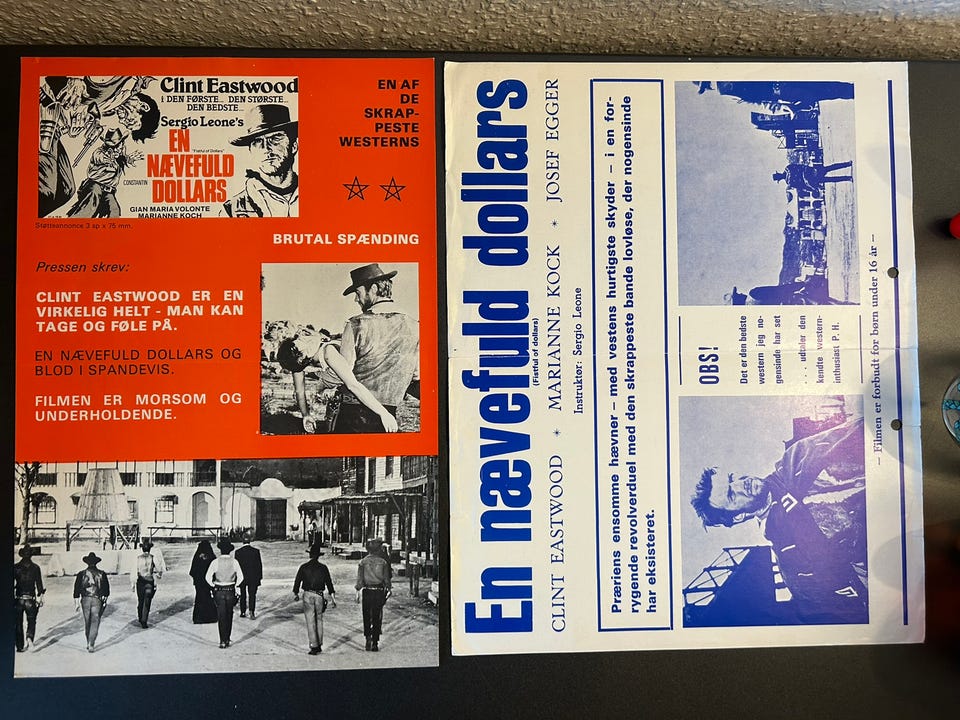 Clint Eastwood
i DEN FØRSTE... DEN STØRSTE...
DEN BEDSTE...
Sergio Leone's
EN
"Fistful of Dollars"
NÆVEFULD
CONSTANTIN
DOLLARS
GIAN MARIA VOLONTE
MARIANNE KOCH
Støtteannonce 3 sp x 75 mm.
EN AF
DE
SKRAP-
PESTE
WESTERNS
BRUTAL SPÆNDING
Pressen skrev:
CLINT EASTWOOD ER EN
VIRKELIG HELT - MAN KAN
TAGE OG FØLE PÅ.
EN NÆVEFULD DOLLARS OG
BLOD I SPANDEVIS.
FILMEN ER MORSOM OG
UNDERHOLDENDE.
En nævefuld dollars
(Fistful of dollars)
CLINT EASTWOOD * MARIANNE KOCK * JOSEF EGGER
Instruktør: Sergio Leone
Præriens ensomme hævner – med vestens hurtigste skyder – i en for-
rygende revolverduel med den skrappeste bande lovløse, der nogensinde
har eksisteret.
OBS!
Det er den bedste
western jeg no-
gensinde har set
. . . . udtaler den
kendte western-
inthusiast P. H.
— Filmen er forbudt for børn under 16 år —